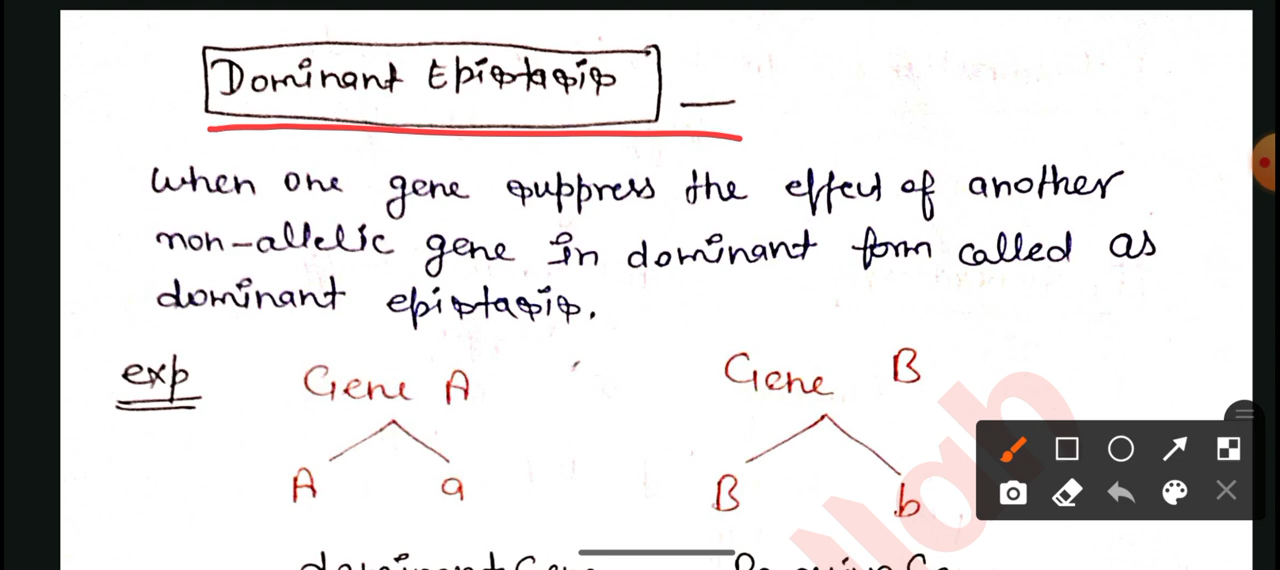 Dominant Epistasis —
When one gene suppress the effect of another
non-allelic gene in dominant form called as
dominant epistasis.
exp Gene A Gene B
A a B b
dominant